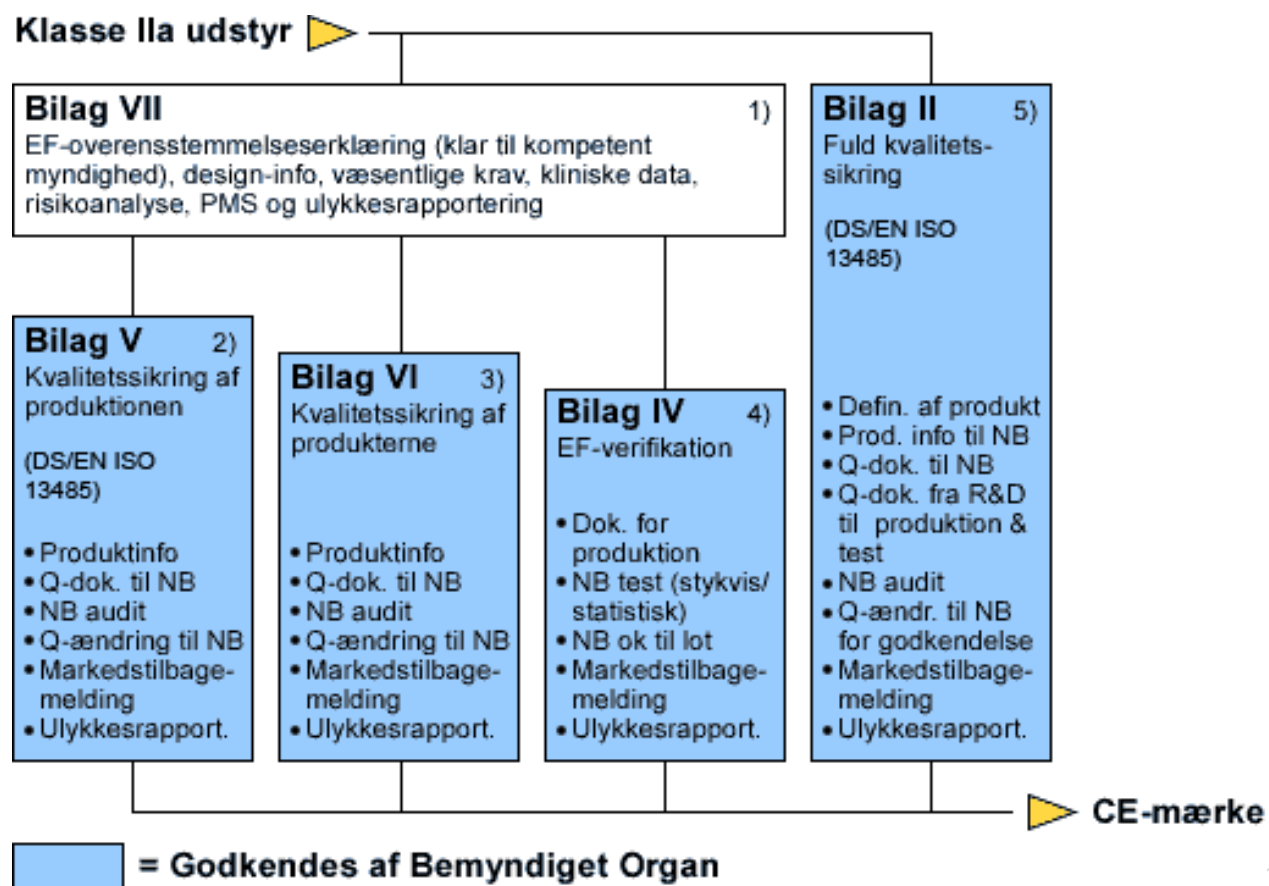 Klasse IIa udstyr
Bilag VII 1)
EF-overensstemmelseserklæring (klar til kompetent
myndighed), design-info, væsentlige krav, kliniske data,
risikoanalyse, PMS og ulykkesrapportering
Bilag V 2)
Kvalitetssikring af
produktionen
(DS/EN ISO
13485)
• Produktinfo
• Q-dok. til NB
• NB audit
• Q-ændring til NB
• Markedstilbage-
melding
• Ulykkesrapport.
Bilag VI 3)
Kvalitetssikring af
produkterne
• Produktinfo
• Q-dok. til NB
• NB audit
• Q-ændring til NB
• Markedstilbage-
melding
• Ulykkesrapport.
Bilag IV 4)
EF-verifikation
• Dok. for
produktion
• NB test (stykvis/
statistisk)
• NB ok til lot
• Markedstilbage-
melding
• Ulykkesrapport.
Bilag II 5)
Fuld kvalitets-
sikring
(DS/EN ISO
13485)
• Defin. af produkt
• Prod. info til NB
• Q-dok. til NB
• Q-dok. fra R&D
til produktion &
test
• NB audit
• Q-ændr. til NB
for godkendelse
• Markedstilbage-
melding
• Ulykkesrapport.
CE-mærke
= Godkendes af Bemyndiget Organ